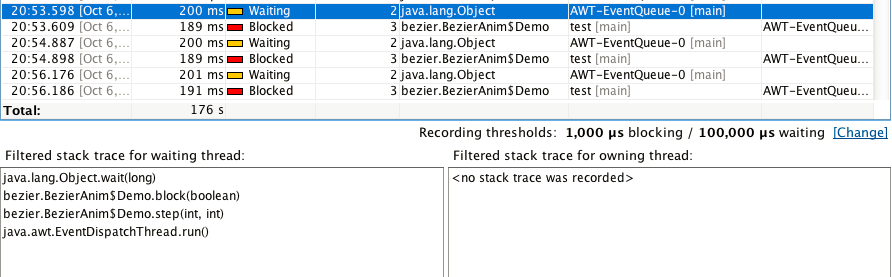 20:53.598 [Oct 6,... 200 ms Waiting 2 java.lang.Object AWT-EventQueue-0 [main]
20:53.609 [Oct 6,... 189 ms Blocked 3 bezier.BezierAnim$Demo test [main] AWT-EventQueu...
20:54.887 [Oct 6,... 200 ms Waiting 2 java.lang.Object AWT-EventQueue-0 [main]
20:54.898 [Oct 6,... 189 ms Blocked 3 bezier.BezierAnim$Demo test [main] AWT-EventQueu...
20:56.176 [Oct 6,... 201 ms Waiting 2 java.lang.Object AWT-EventQueue-0 [main]
20:56.186 [Oct 6,... 191 ms Blocked 3 bezier.BezierAnim$Demo test [main] AWT-EventQueu...
Total: 176 s
Recording thresholds: 1,000 µs blocking / 100,000 µs waiting [Change]
Filtered stack trace for waiting thread:
java.lang.Object.wait(long)
bezier.BezierAnim$Demo.block(boolean)
bezier.BezierAnim$Demo.step(int, int)
java.awt.EventDispatchThread.run()
Filtered stack trace for owning thread:
<no stack trace was recorded>